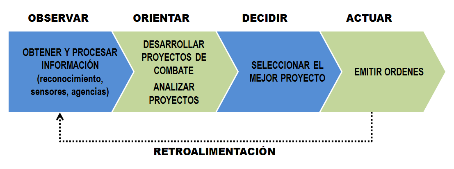 OBSERVAR
ORIENTAR
DECIDIR
ACTUAR
OBTENER Y PROCESAR
INFORMACIÓN
(reconocimiento,
sensores, agencias)
DESARROLLAR
PROYECTOS DE
COMBATE
ANALIZAR
PROYECTOS
SELECCIONAR EL
MEJOR PROYECTO
EMITIR ORDENES
RETROALIMENTACIÓN